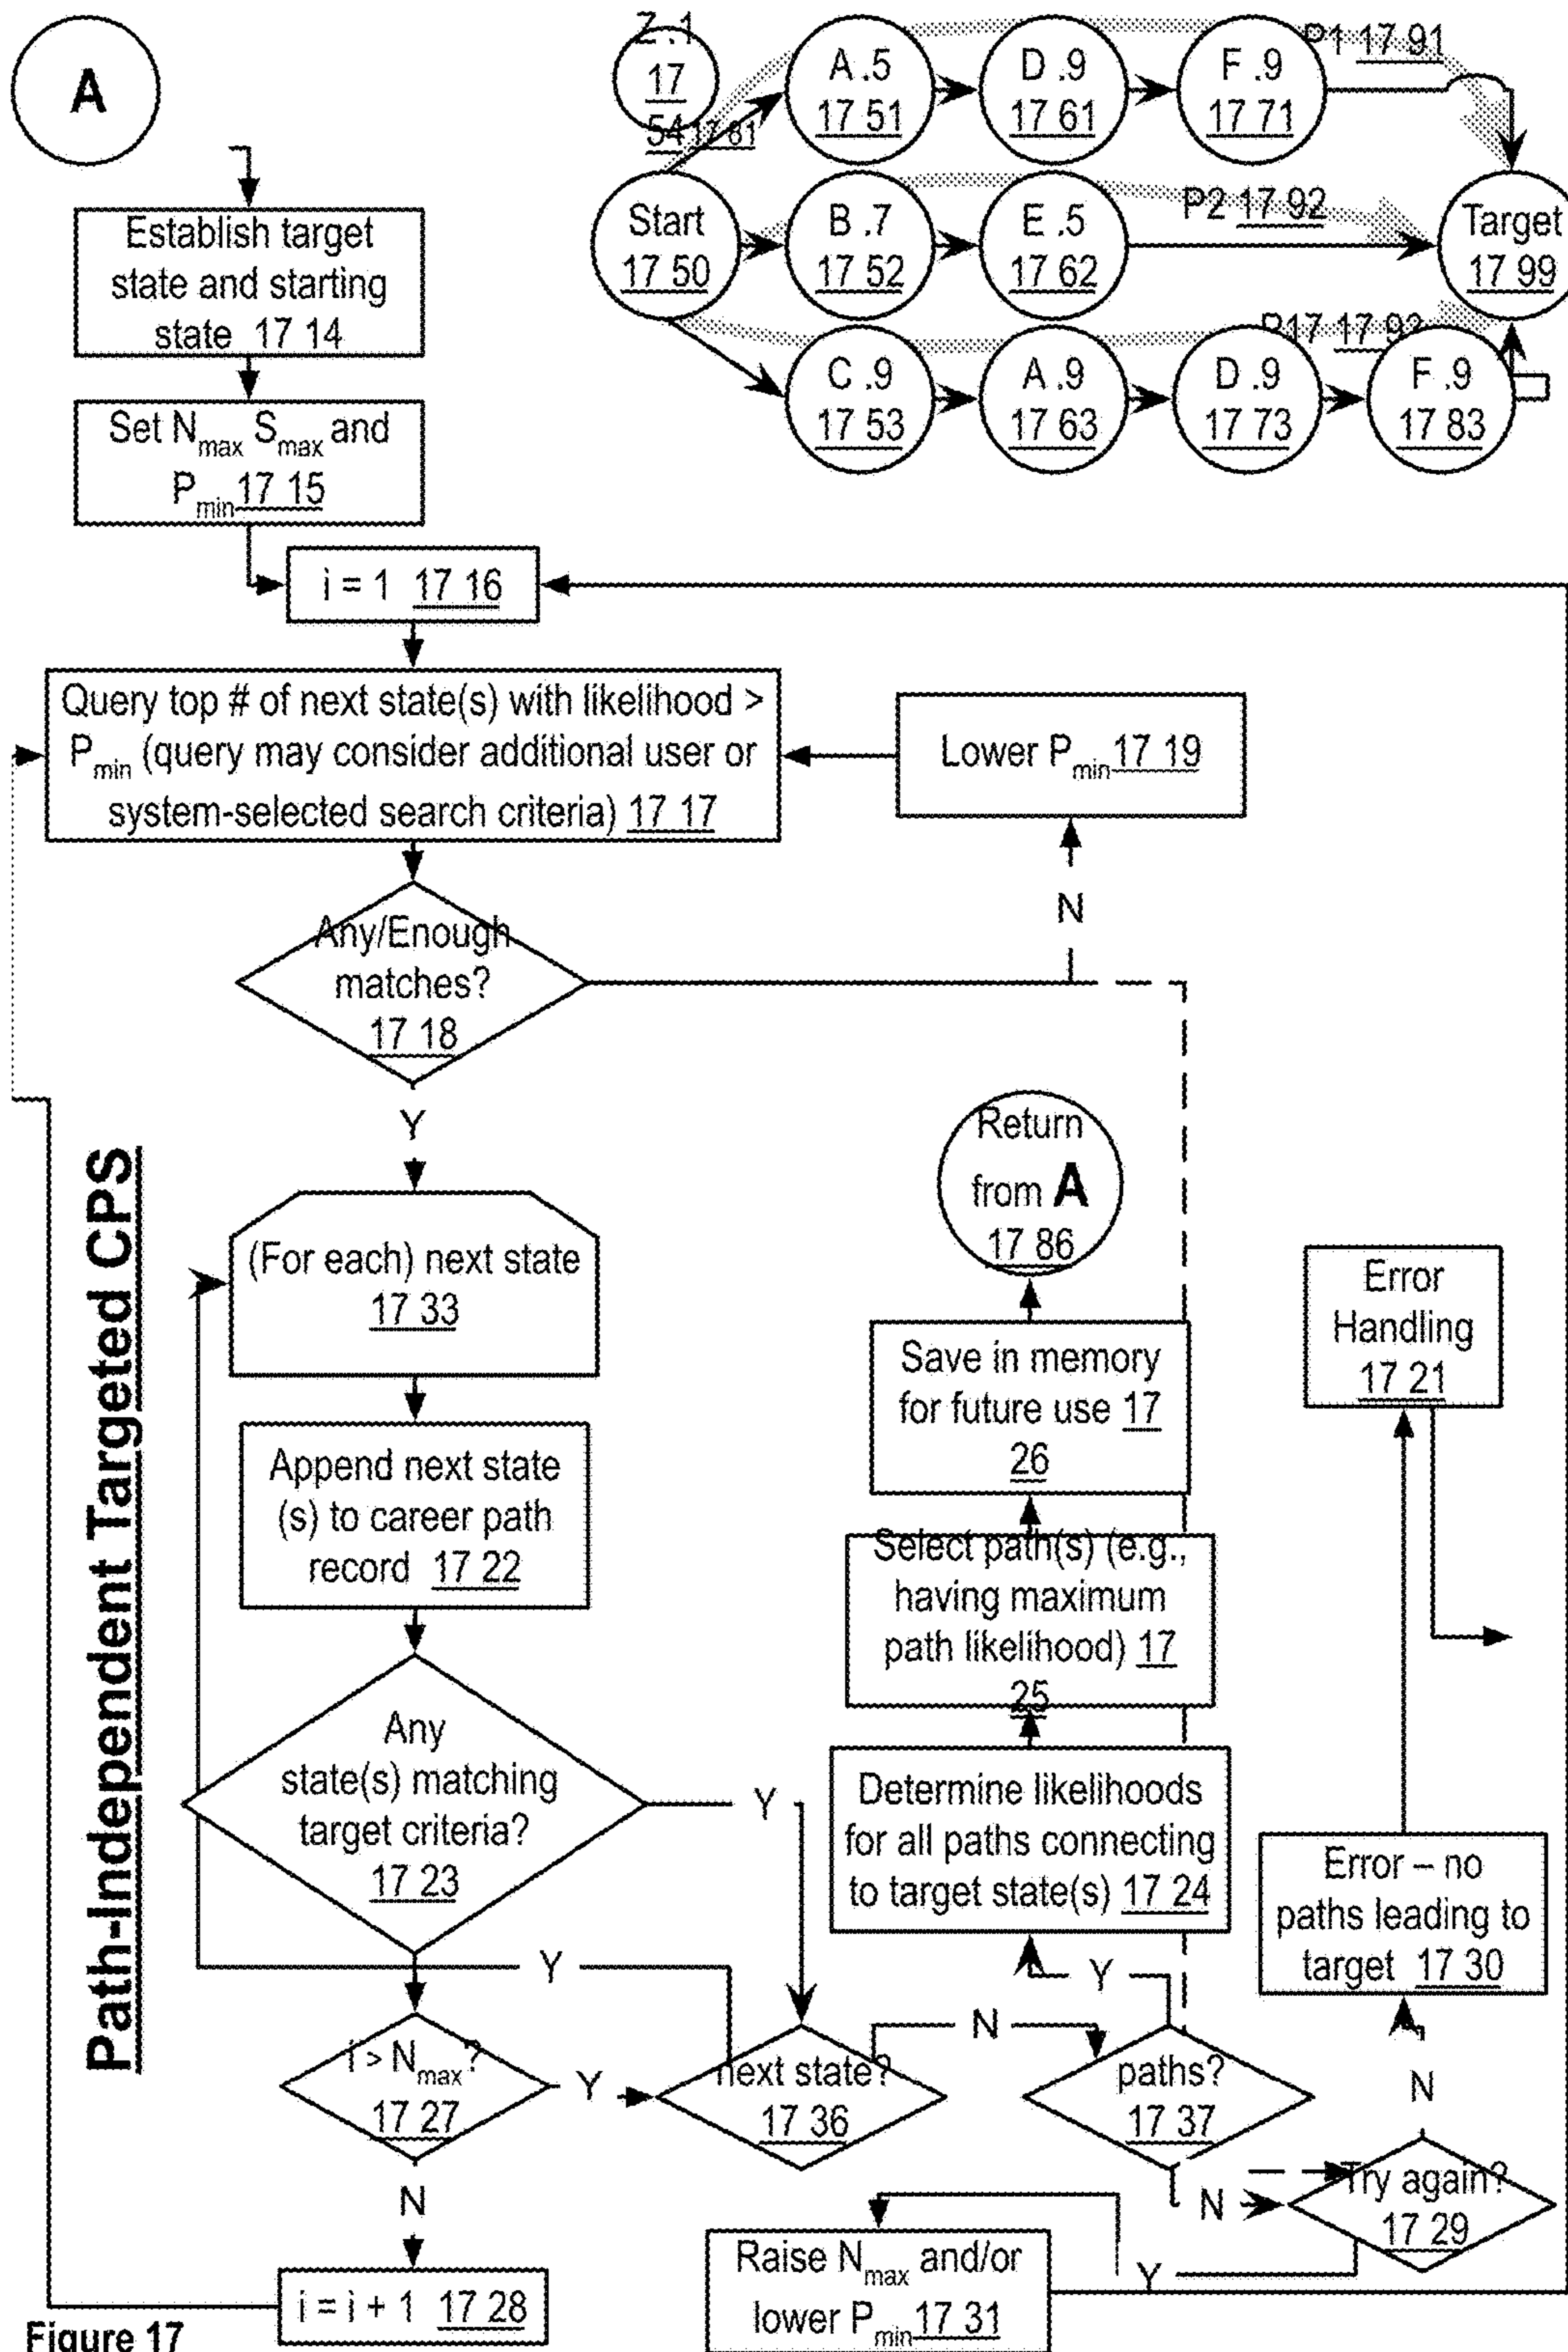 A
Z .1
17
54
17 81
A .5
17 51
D .9
17 61
F .9
17 71
P1 17 91
Start
17 50
B .7
17 52
E .5
17 62
P2 17 92
Target
17 99
C .9
17 53
A .9
17 63
D .9
17 73
F .9
17 83
P17 17 93
Establish target
state and starting
state 17 14
Set Nmax Smax and
Pmin 17 15
i = 1 17 16
Query top # of next state(s) with likelihood >
Pmin (query may consider additional user or
system-selected search criteria) 17 17
Lower Pmin 17 19
N
Any/Enough
matches?
17 18
Y
(For each) next state
17 33
Return
from A
17 86
Error
Handling
17 21
Save in memory
for future use 17
26
Append next state
(s) to career path
record 17 22
Select path(s) (e.g.,
having maximum
path likelihood) 17
25
Any
state(s) matching
target criteria?
17 23
Y
Determine likelihoods
for all paths connecting
to target state(s) 17 24
Error – no
paths leading to
target 17 30
Y
Y
N
i > Nmax?
17 27
Y
next state?
17 36
paths?
17 37
N
N
N
Try again?
17 29
Y
Raise Nmax and/or
lower Pmin 17 31
i = i + 1 17 28
Path-Independent Targeted CPS
Figure 17